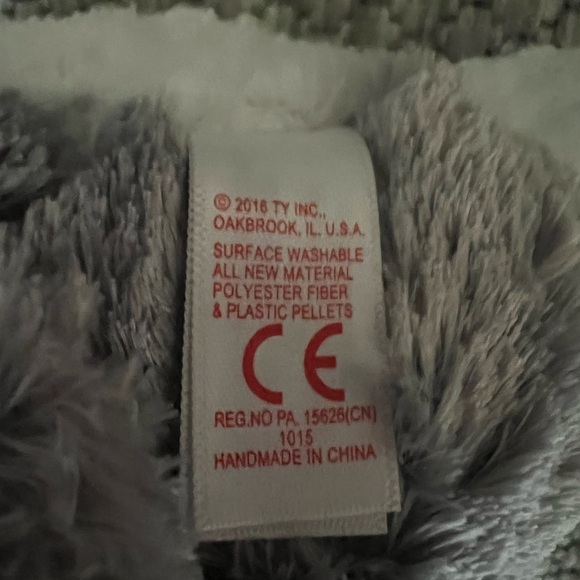 © 2016 TY INC.,
OAKBROOK, IL. U.S.A.
SURFACE WASHABLE
ALL NEW MATERIAL
POLYESTER FIBER
& PLASTIC PELLETS
CE
REG.NO PA. 15626(CN)
1015
HANDMADE IN CHINA